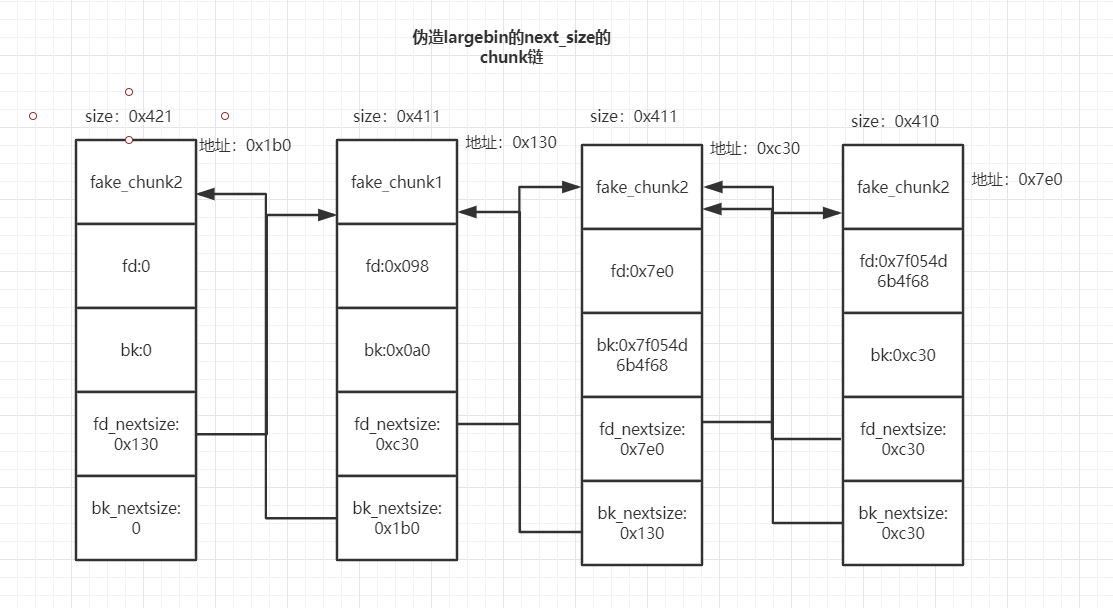 伪造largebin的next_size的
chunk链
size：0x421
地址：0x1b0
fake_chunk2
fd:0
bk:0
fd_nextsize:
0x130
bk_nextsize:
0
size：0x411
地址：0x130
fake_chunk1
fd:0x098
bk:0x0a0
fd_nextsize:
0xc30
bk_nextsize:
0x1b0
size：0x411
地址：0xc30
fake_chunk2
fd:0x7e0
bk:0x7f054d
6b4f68
fd_nextsize:
0x7e0
bk_nextsize:
0x130
size：0x410
地址：0x7e0
fake_chunk2
fd:0x7f054d
6b4f68
bk:0xc30
fd_nextsize:
0xc30
bk_nextsize:
0xc30